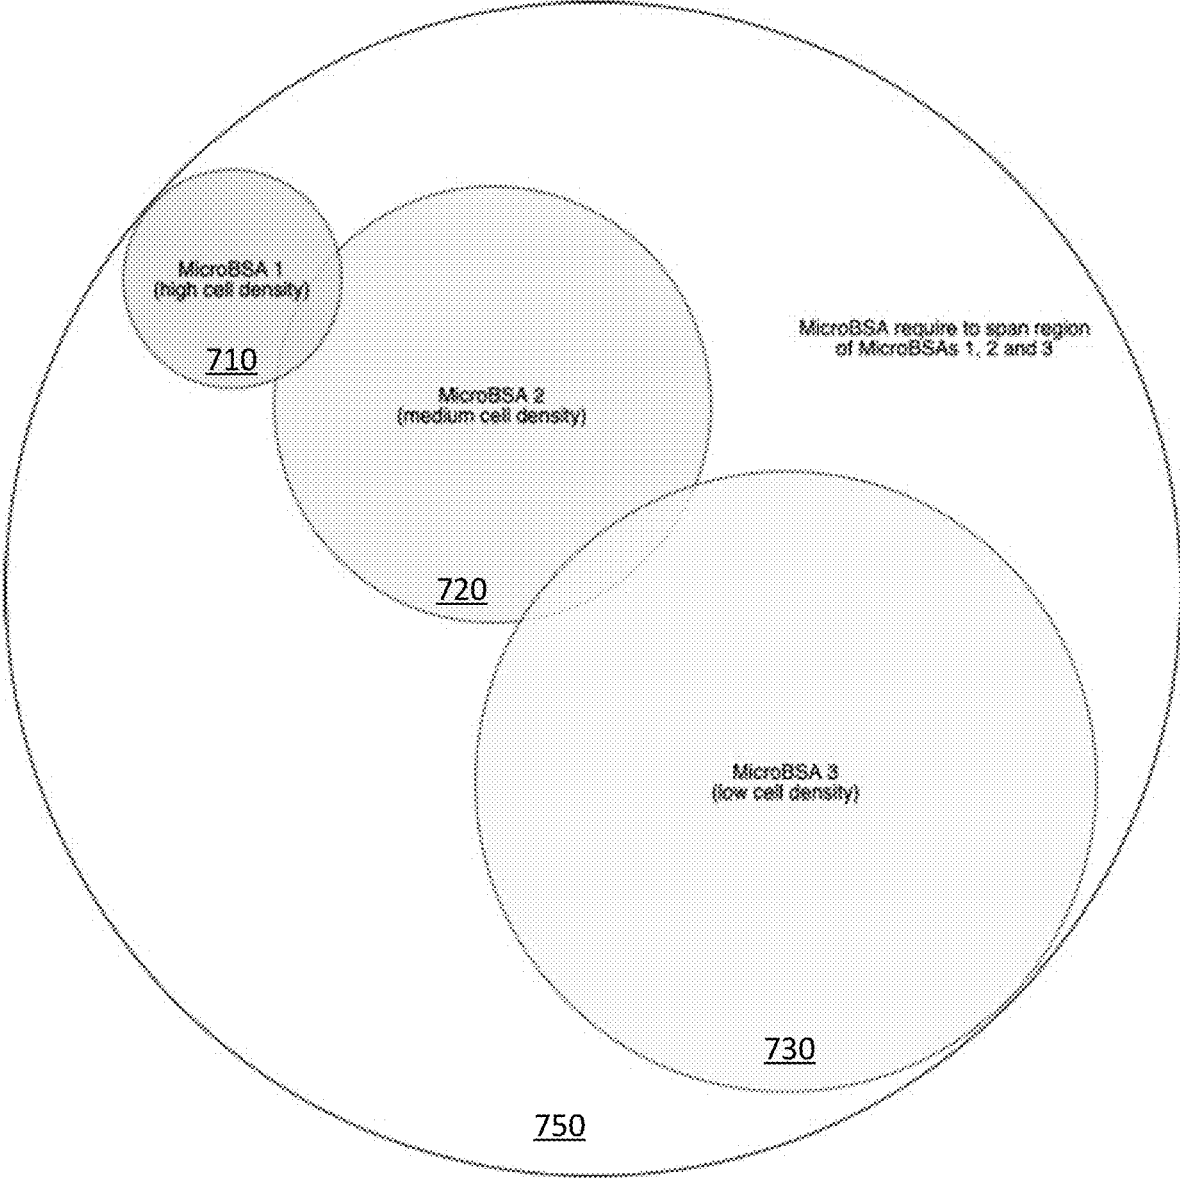 MicroBSA 1
(high cell density)
710
MicroBSA require to span region
of MicroBSAs 1, 2 and 3
MicroBSA 2
(medium cell density)
720
MicroBSA 3
(low cell density)
730
750